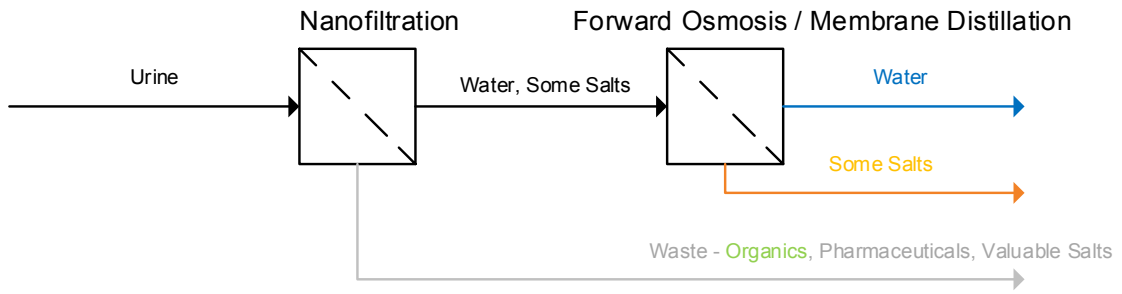 Nanofiltration
Forward Osmosis / Membrane Distillation
Urine
Water, Some Salts
Water
Some Salts
Waste - Organics, Pharmaceuticals, Valuable Salts